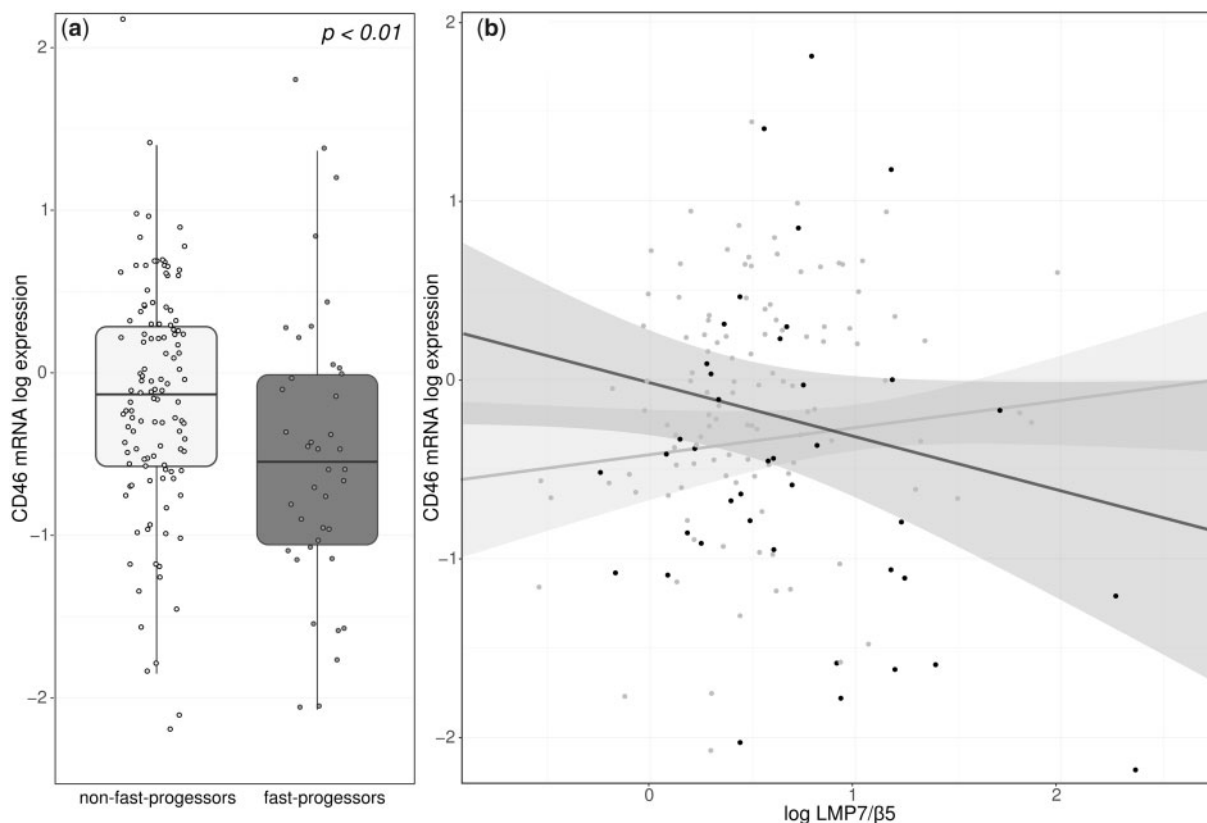 (a)
p < 0.01
CD46 mRNA log expression
2
1
0
−1
−2
non-fast-progessors fast-progessors
(b)
CD46 mRNA log expression
2
1
0
−1
−2
0 1 2
log LMP7/β5